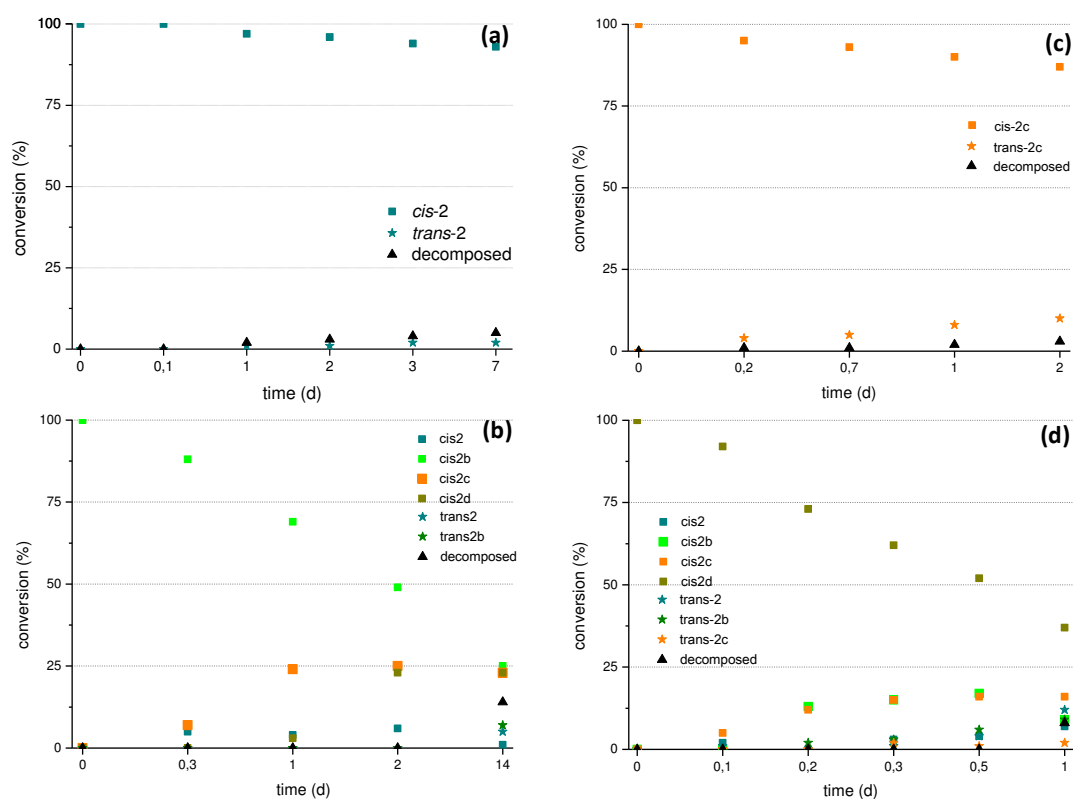 (a)
100
75
50
25
0
conversion (%)
cis-2
trans-2
decomposed
0
0,1
1
2
3
7
time (d)
(c)
100
75
50
25
0
conversion (%)
cis-2c
trans-2c
decomposed
0
0,2
0,7
1
2
time (d)
(b)
100
75
50
25
0
conversion (%)
cis2
cis2b
cis2c
cis2d
trans2
trans2b
decomposed
0
0,3
1
2
14
time (d)
(d)
100
75
50
25
0
conversion (%)
cis2
cis2b
cis2c
cis2d
trans-2
trans-2b
trans-2c
decomposed
0
0,1
0,2
0,3
0,5
1
time (d)